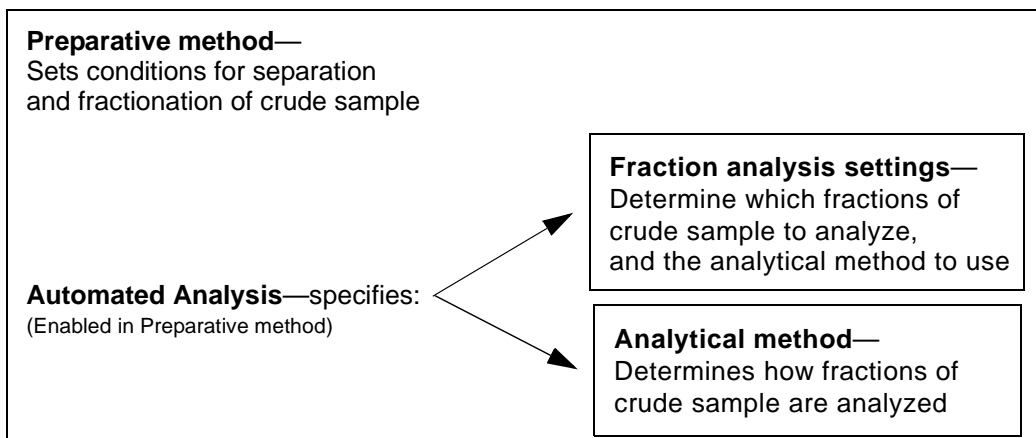 Preparative method—
Sets conditions for separation
and fractionation of crude sample
Fraction analysis settings—
Determine which fractions of
crude sample to analyze,
and the analytical method to use
Automated Analysis—specifies:
(Enabled in Preparative method)
Analytical method—
Determines how fractions of
crude sample are analyzed